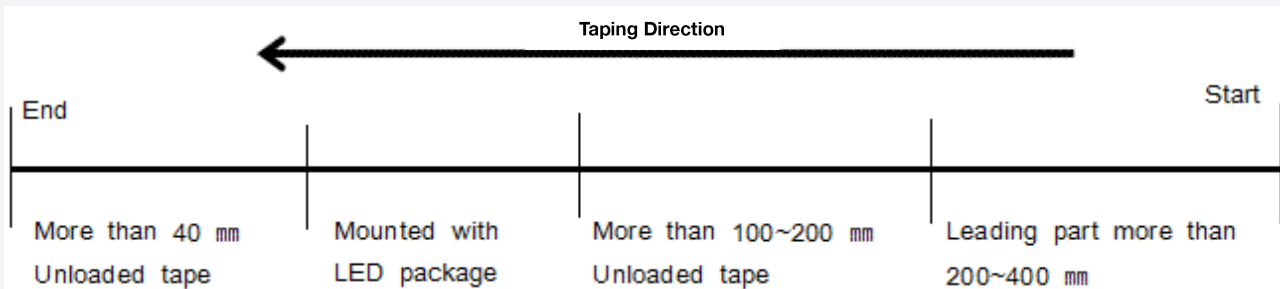 Taping Direction
Start
End
More than 40 ㎜
Unloaded tape
Mounted with
LED package
More than 100~200 ㎜
Unloaded tape
Leading part more than
200~400 ㎜